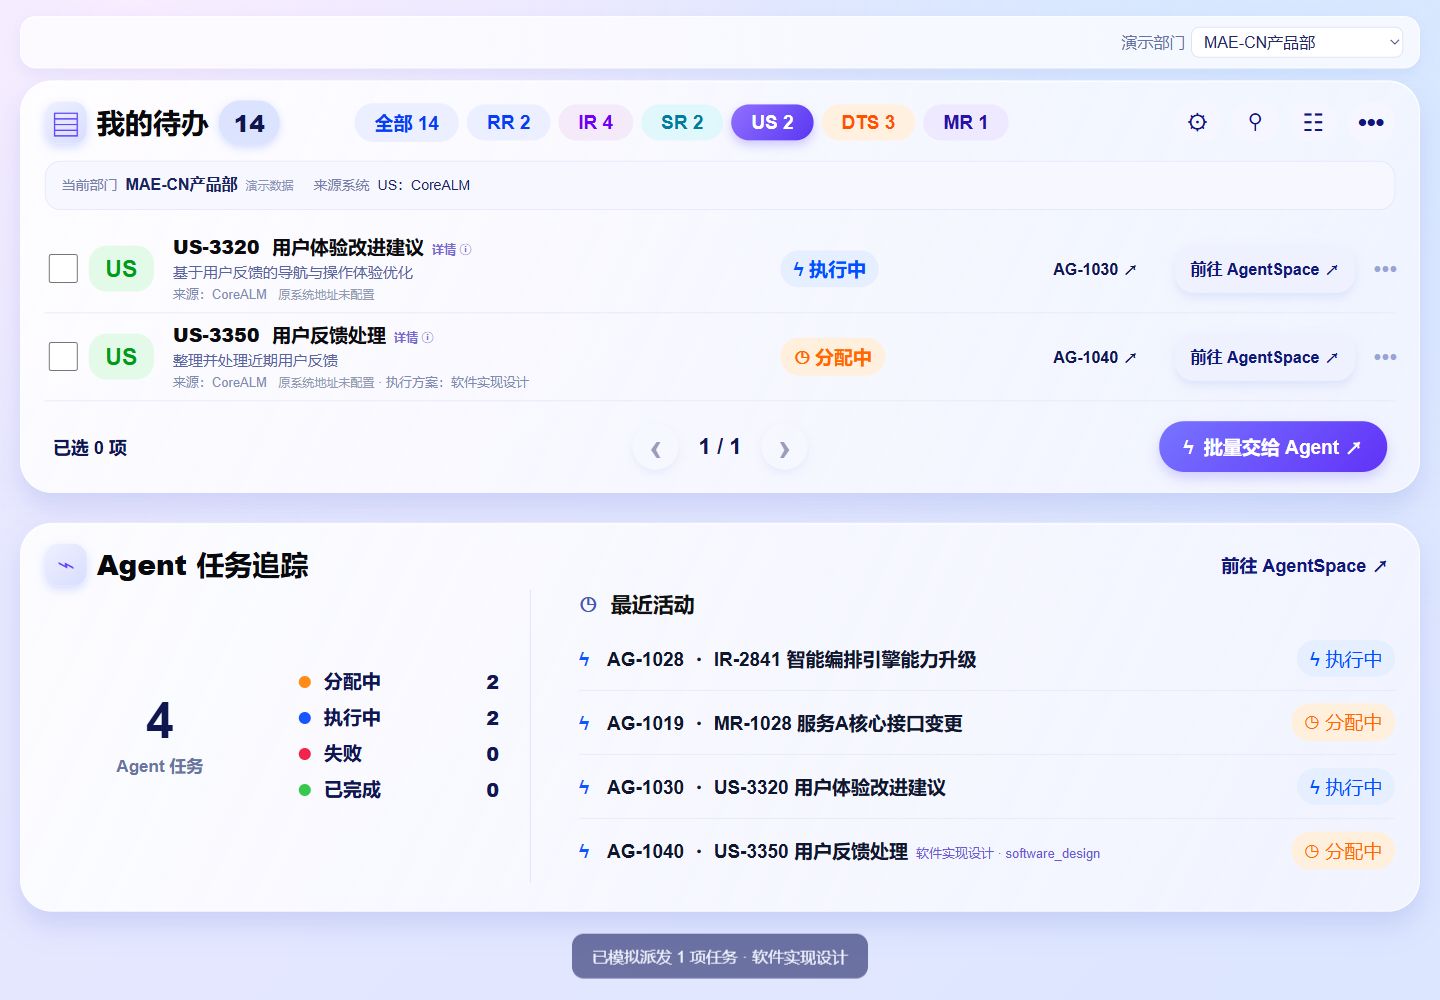 演示部门 MAE-CN产品部
我的待办 14 全部 14 RR 2 IR 4 SR 2 US 2 DTS 3 MR 1
当前部门 MAE-CN产品部 演示数据 来源系统 US：CoreALM
US US-3320 用户体验改进建议 详情 ⓘ
基于用户反馈的导航与操作体验优化
来源：CoreALM 原系统地址未配置
执行中 AG-1030 ↗ 前往 AgentSpace ↗ •••
US US-3350 用户反馈处理 详情 ⓘ
整理并处理近期用户反馈
来源：CoreALM 原系统地址未配置 · 执行方案：软件实现设计
分配中 AG-1040 ↗ 前往 AgentSpace ↗ •••
已选 0 项 ‹ 1 / 1 › 批量交给 Agent ↗
Agent 任务追踪 前往 AgentSpace ↗
4
Agent 任务
分配中 2
执行中 2
失败 0
已完成 0
最近活动
AG-1028 · IR-2841 智能编排引擎能力升级 执行中
AG-1019 · MR-1028 服务A核心接口变更 分配中
AG-1030 · US-3320 用户体验改进建议 执行中
AG-1040 · US-3350 用户反馈处理 软件实现设计 · software_design 分配中
已模拟派发 1 项任务 · 软件实现设计